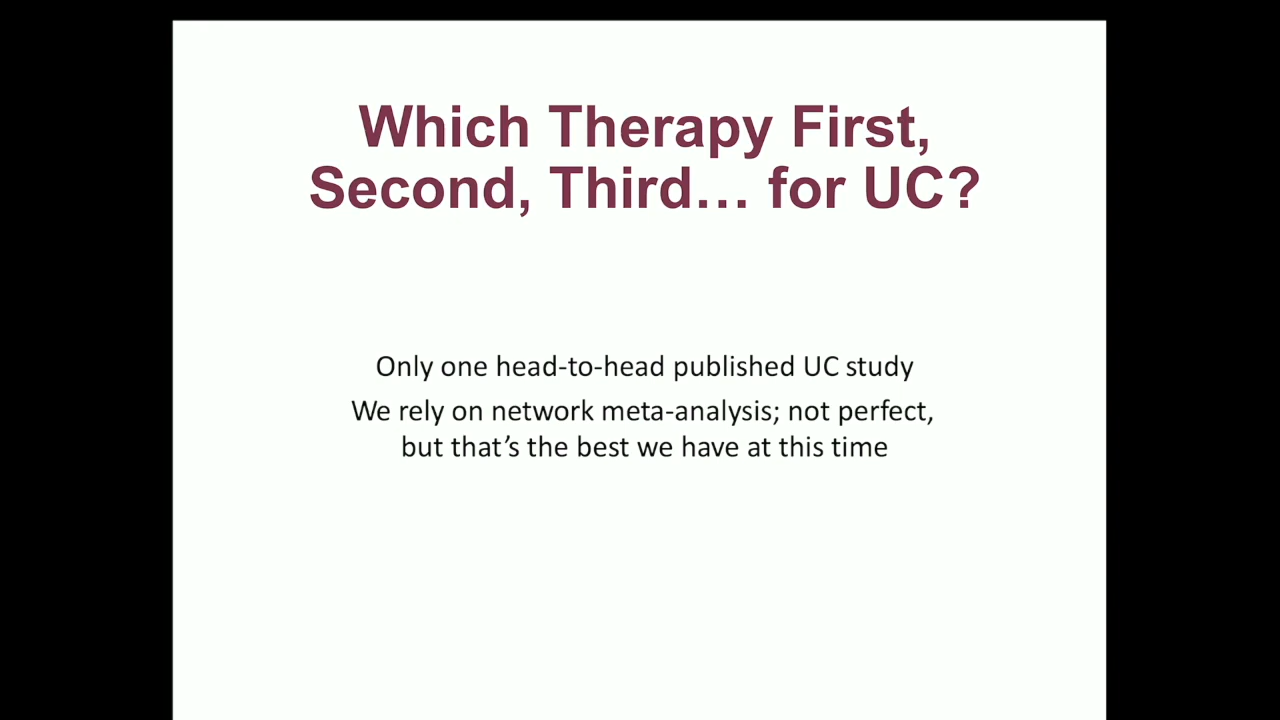 Which Therapy First,
Second, Third… for UC?
Only one head-to-head published UC study
We rely on network meta-analysis; not perfect,
but that’s the best we have at this time